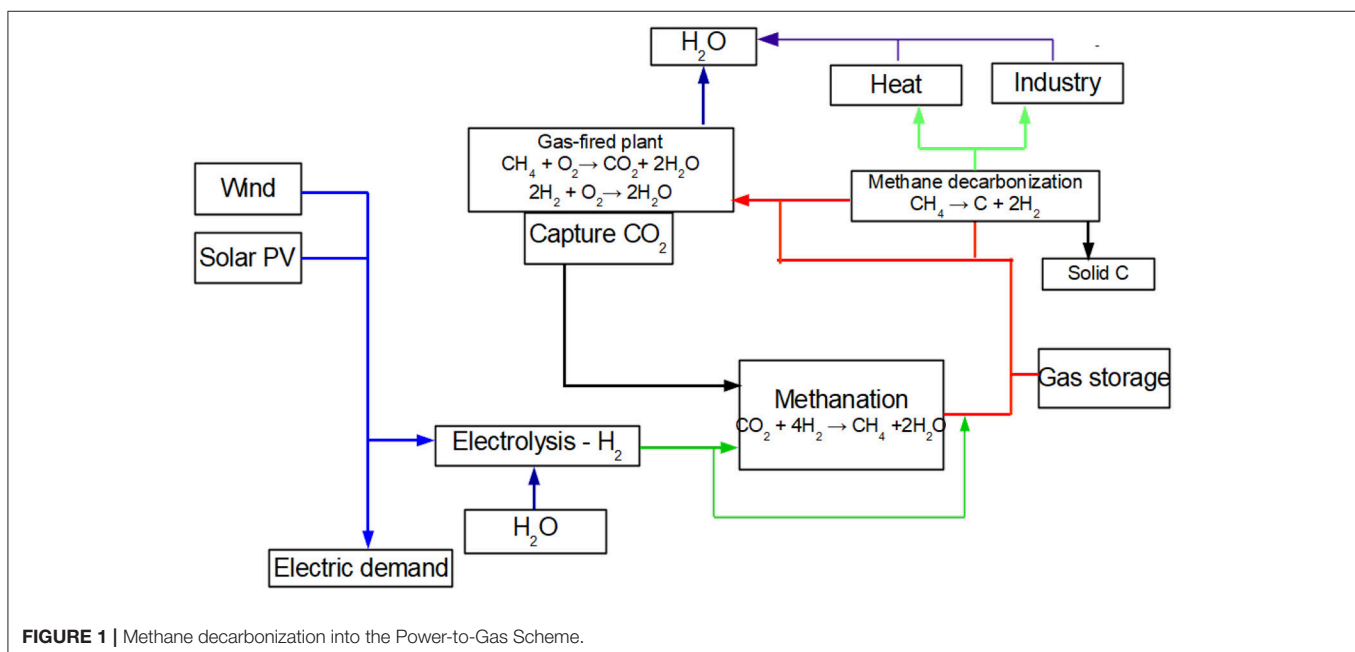 H₂O
Heat
Industry
Gas-fired plant
CH₄ + O₂→ CO₂+ 2H₂O
2H₂ + O₂→ 2H₂O
Capture CO₂
Wind
Solar PV
Methane decarbonization
CH₄ → C + 2H₂
Solid C
Gas storage
Methanation
CO₂ + 4H₂ → CH₄ +2H₂O
Electrolysis - H₂
H₂O
Electric demand
FIGURE 1 | Methane decarbonization into the Power-to-Gas Scheme.